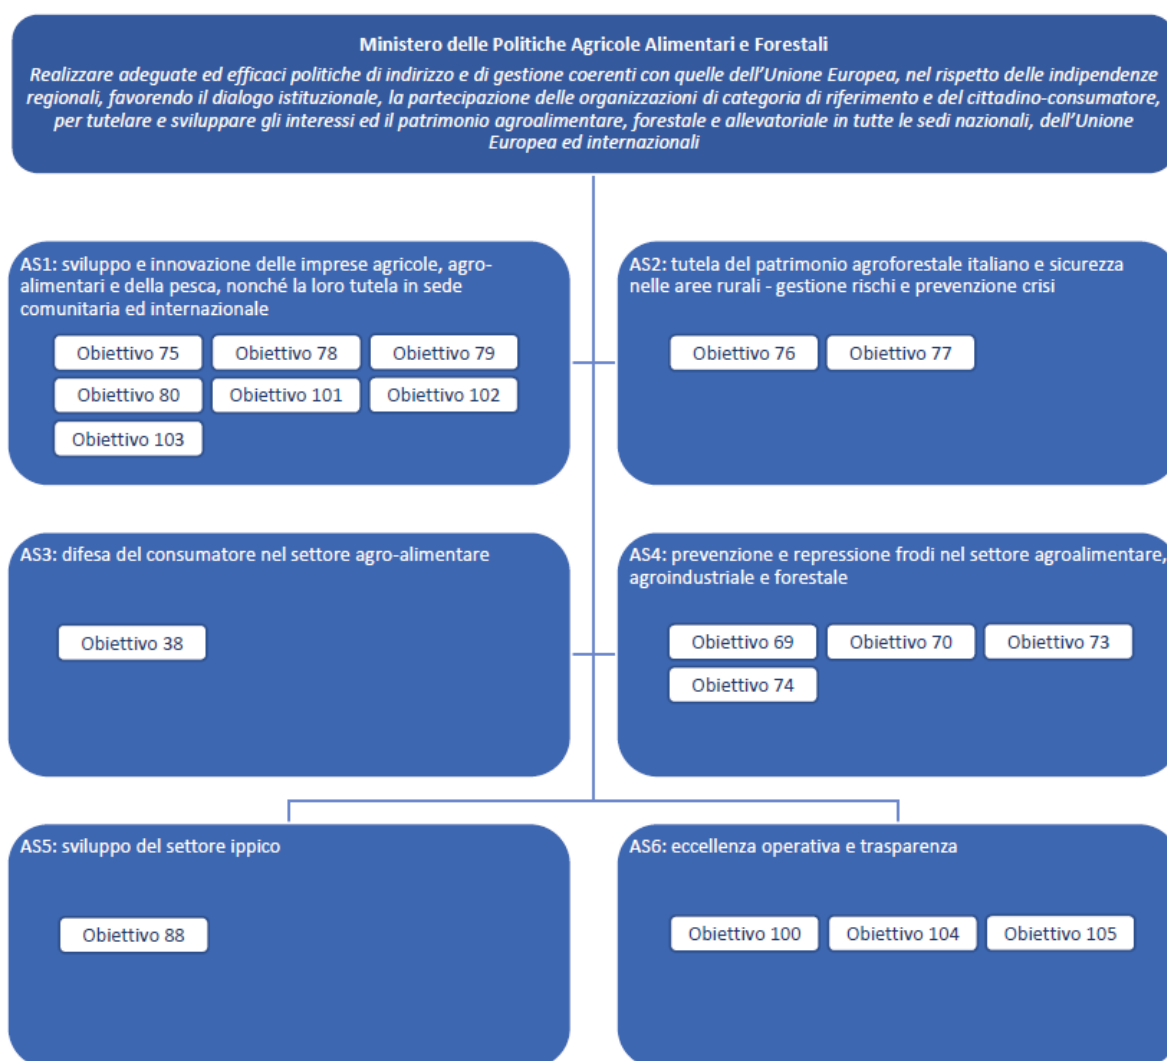 Ministero delle Politiche Agricole Alimentari e Forestali
Realizzare adeguate ed efficaci politiche di indirizzo e di gestione coerenti con quelle dell'Unione Europea, nel rispetto delle indipendenze
regionali, favorendo il dialogo istituzionale, la partecipazione delle organizzazioni di categoria di riferimento e del cittadino-consumatore,
per tutelare e sviluppare gli interessi ed il patrimonio agroalimentare, forestale e allevatoriale in tutte le sedi nazionali, dell'Unione
Europea ed internazionali
AS1: sviluppo e innovazione delle imprese agricole, agro-
alimentari e della pesca, nonché la loro tutela in sede
comunitaria ed internazionale
Obiettivo 75 Obiettivo 78 Obiettivo 79
Obiettivo 80 Obiettivo 101 Obiettivo 102
Obiettivo 103
AS2: tutela del patrimonio agroforestale italiano e sicurezza
nelle aree rurali - gestione rischi e prevenzione crisi
Obiettivo 76 Obiettivo 77
AS3: difesa del consumatore nel settore agro-alimentare
Obiettivo 38
AS4: prevenzione e repressione frodi nel settore agroalimentare,
agroindustriale e forestale
Obiettivo 69 Obiettivo 70 Obiettivo 73
Obiettivo 74
AS5: sviluppo del settore ippico
Obiettivo 88
AS6: eccellenza operativa e trasparenza
Obiettivo 100 Obiettivo 104 Obiettivo 105